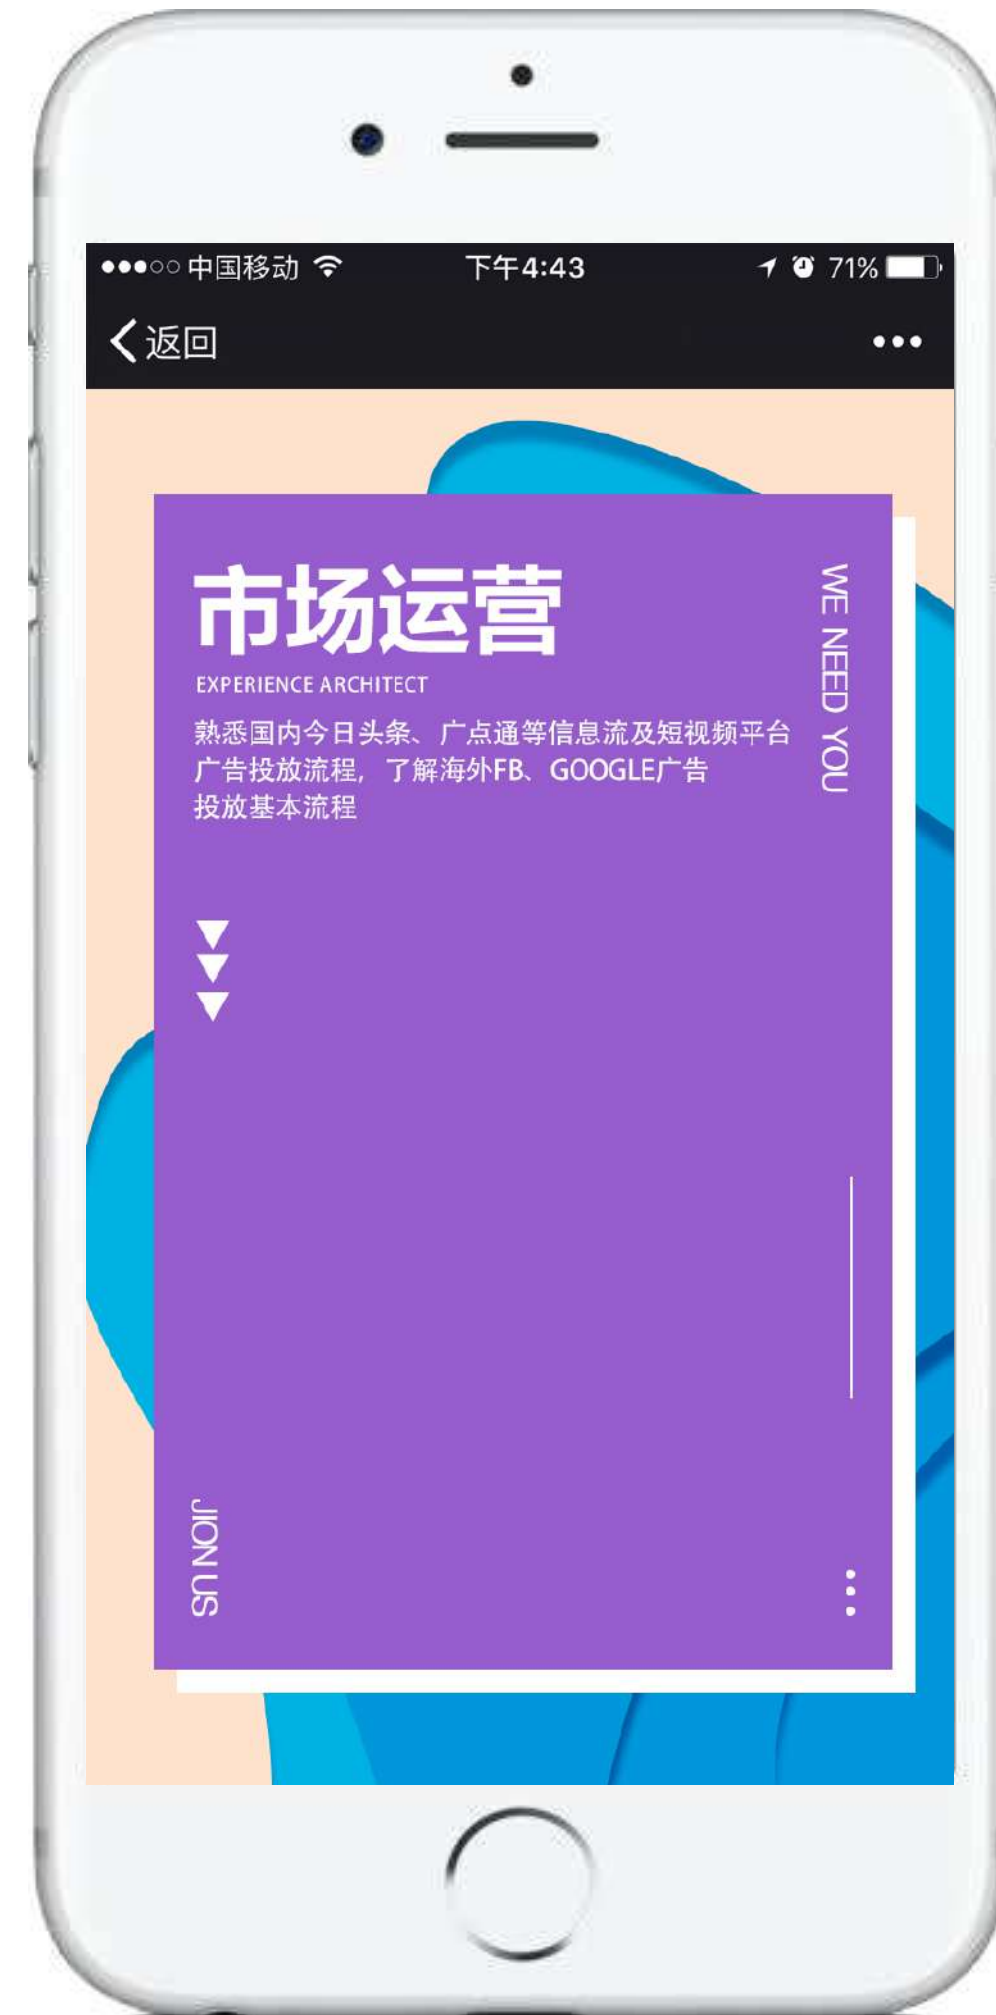 中国移动 下午4:43 71%
返回
市场运营
EXPERIENCE ARCHITECT
熟悉国内今日头条、广点通等信息流及短视频平台
广告投放流程，了解海外FB、GOOGLE广告
投放基本流程
WE NEED YOU
JION US